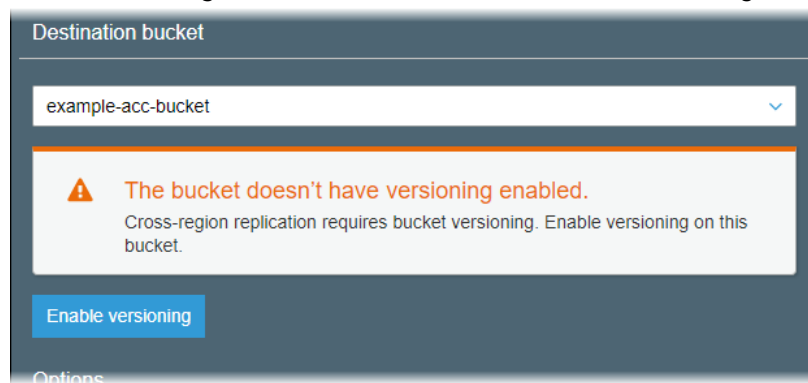 Destination bucket
example-acc-bucket
The bucket doesn't have versioning enabled.
Cross-region replication requires bucket versioning. Enable versioning on this
bucket.
Enable versioning
Options